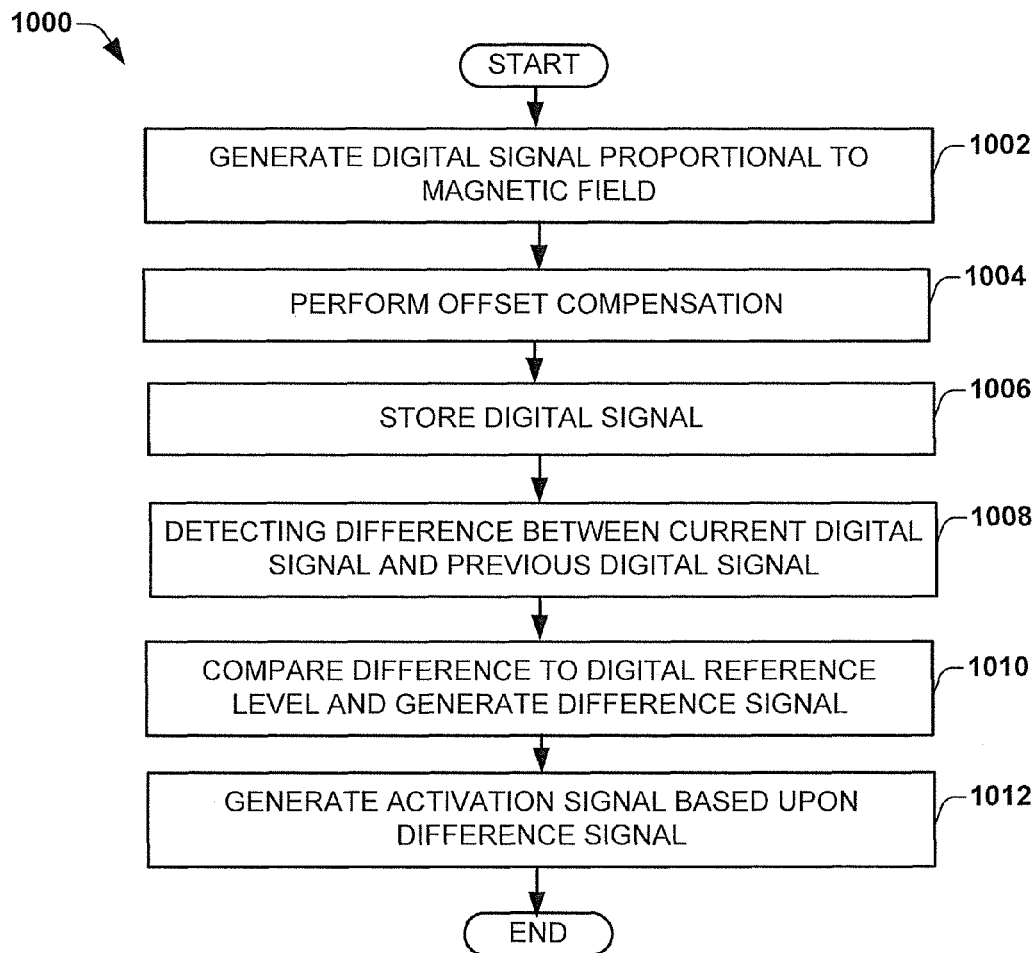 1000
START
GENERATE DIGITAL SIGNAL PROPORTIONAL TO
MAGNETIC FIELD
1002
PERFORM OFFSET COMPENSATION
1004
STORE DIGITAL SIGNAL
1006
DETECTING DIFFERENCE BETWEEN CURRENT DIGITAL
SIGNAL AND PREVIOUS DIGITAL SIGNAL
1008
COMPARE DIFFERENCE TO DIGITAL REFERENCE
LEVEL AND GENERATE DIFFERENCE SIGNAL
1010
GENERATE ACTIVATION SIGNAL BASED UPON
DIFFERENCE SIGNAL
1012
END